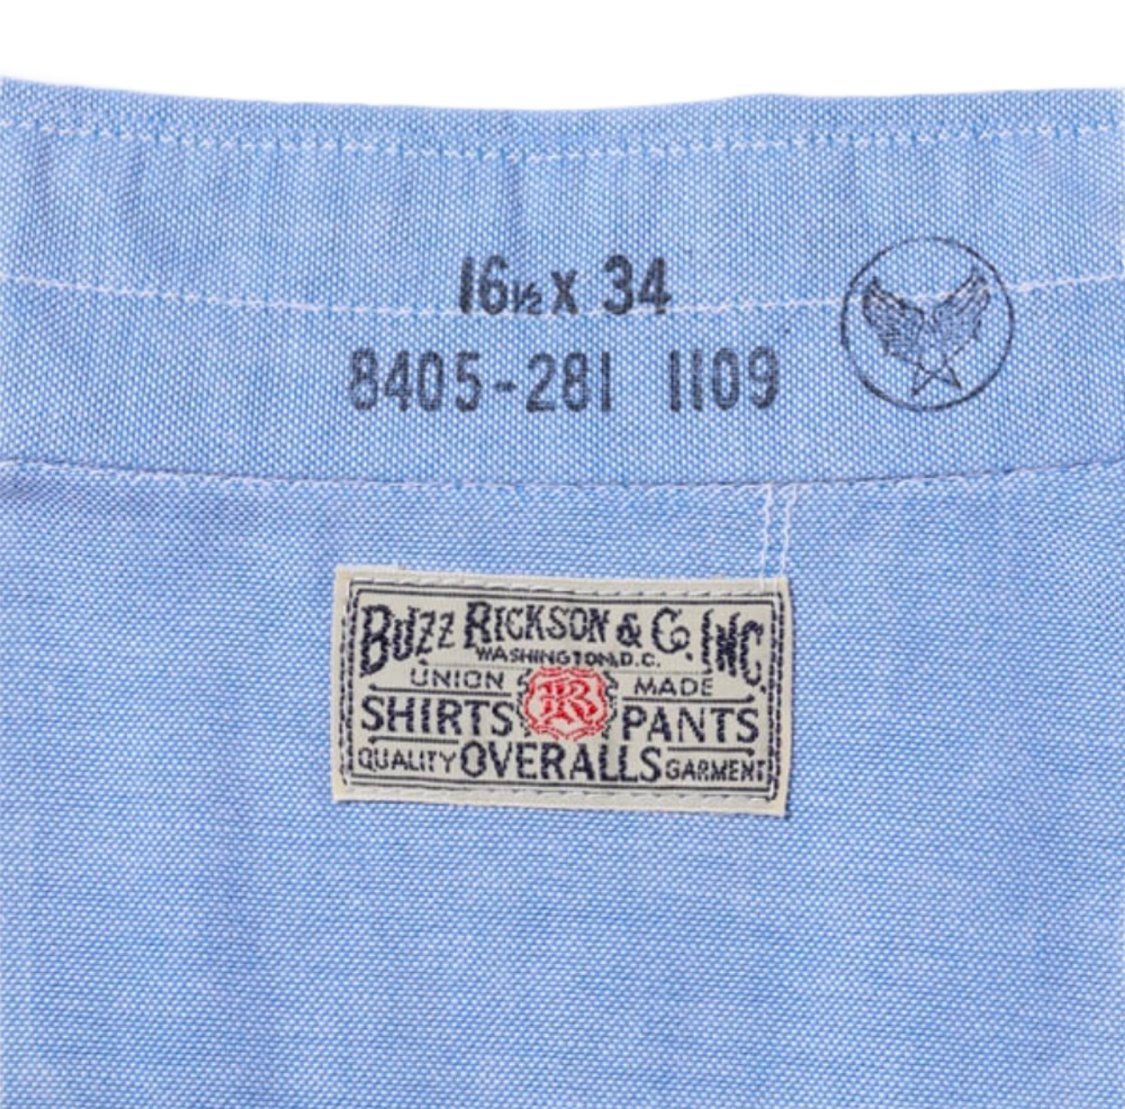 16½ x 34
8405-281 1109
BUZZ RICKSON & Co. INC.
WASHINGTON, D.C.
UNION MADE
SHIRTS PANTS
QUALITY OVERALLS GARMENT